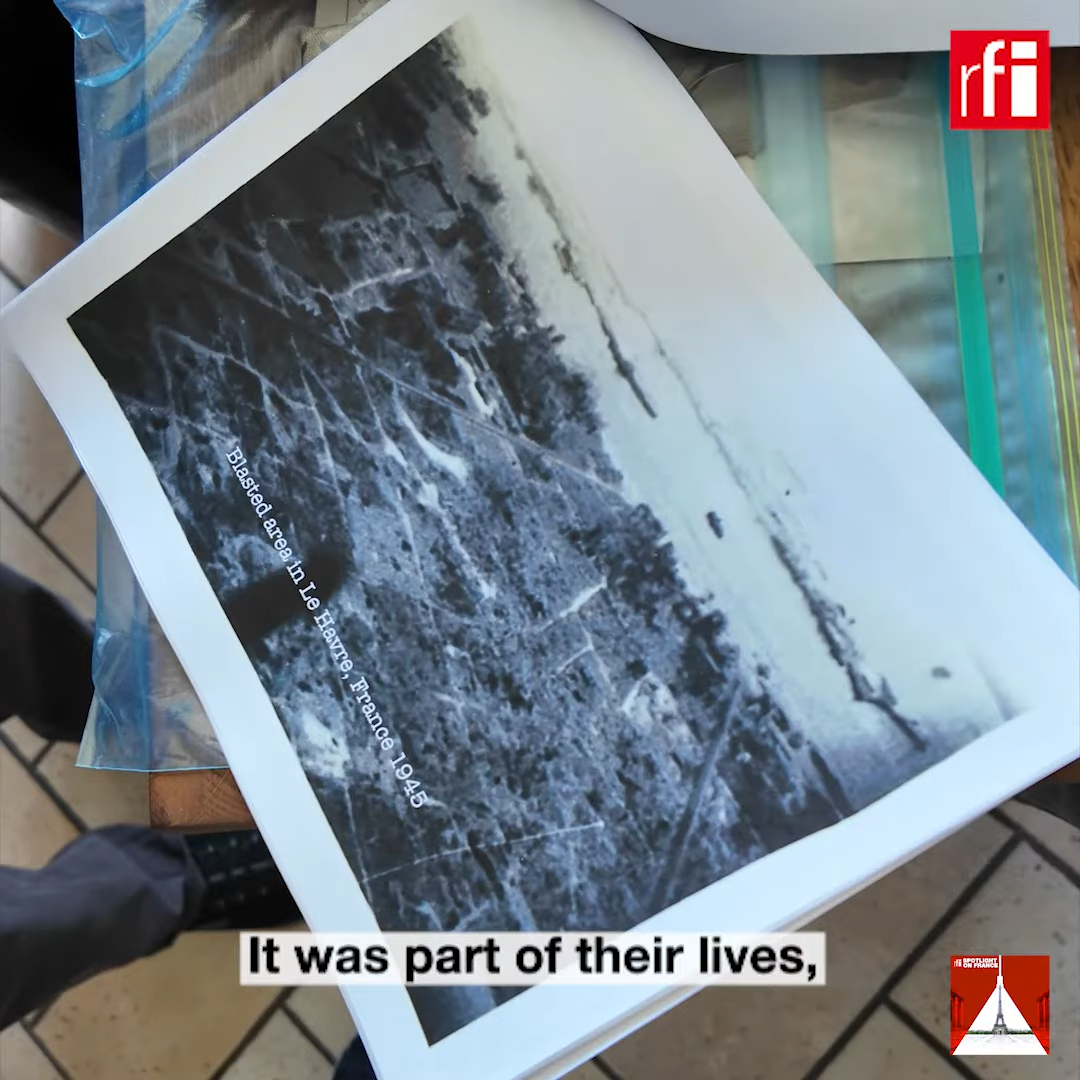 rfi
Blasted area in Le Havre, France 1945
It was part of their lives,
rfi SPOTLIGHT
ON FRANCE